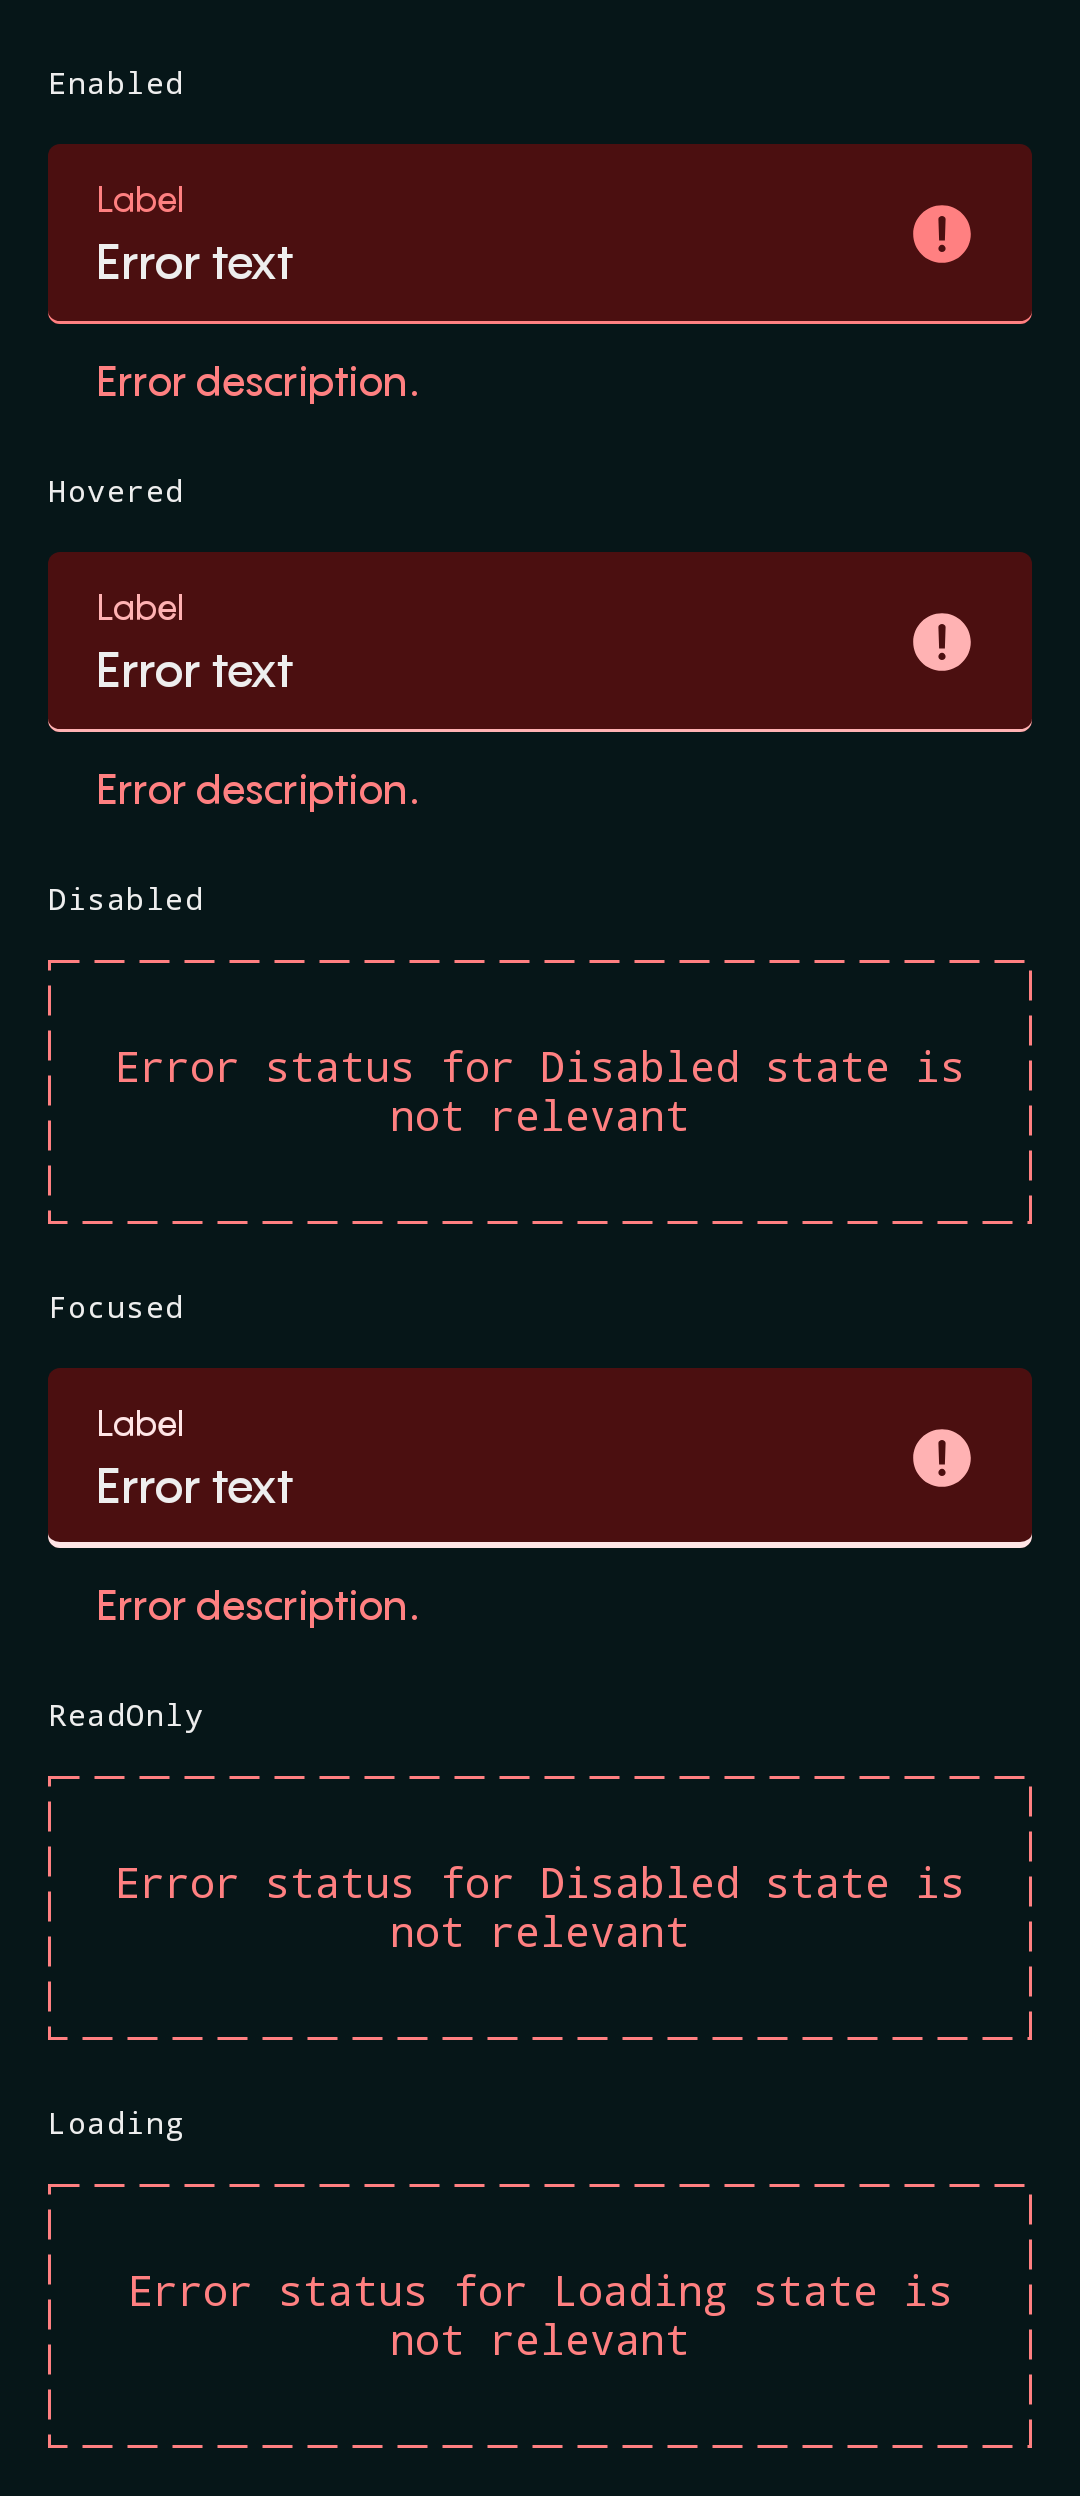 Enabled
Label
Error text
Error description.
Hovered
Label
Error text
Error description.
Disabled
Error status for Disabled state is
not relevant
Focused
Label
Error text
Error description.
ReadOnly
Error status for Disabled state is
not relevant
Loading
Error status for Loading state is
not relevant